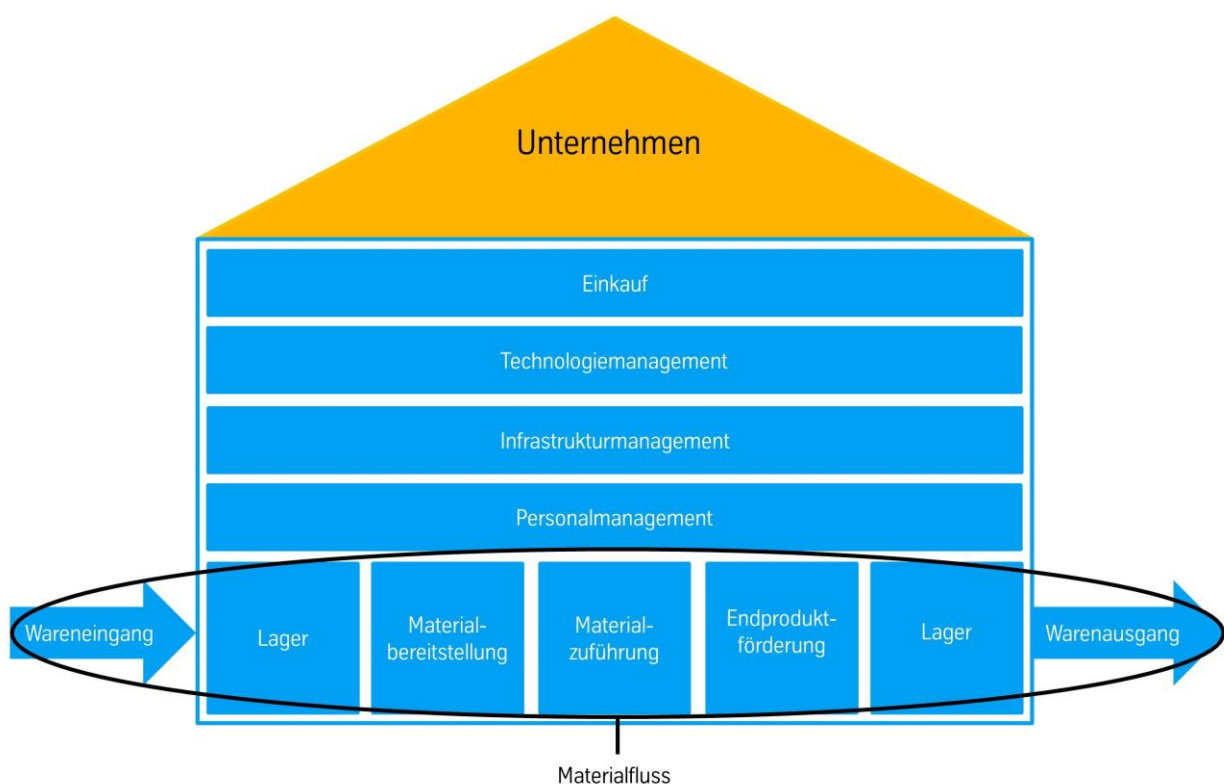 Unternehmen
Einkauf
Technologiemanagement
Infrastrukturmanagement
Personalmanagement
Wareneingang
Lager
Material-
bereitstellung
Material-
zuführung
Endprodukt-
förderung
Lager
Warenausgang
Materialfluss